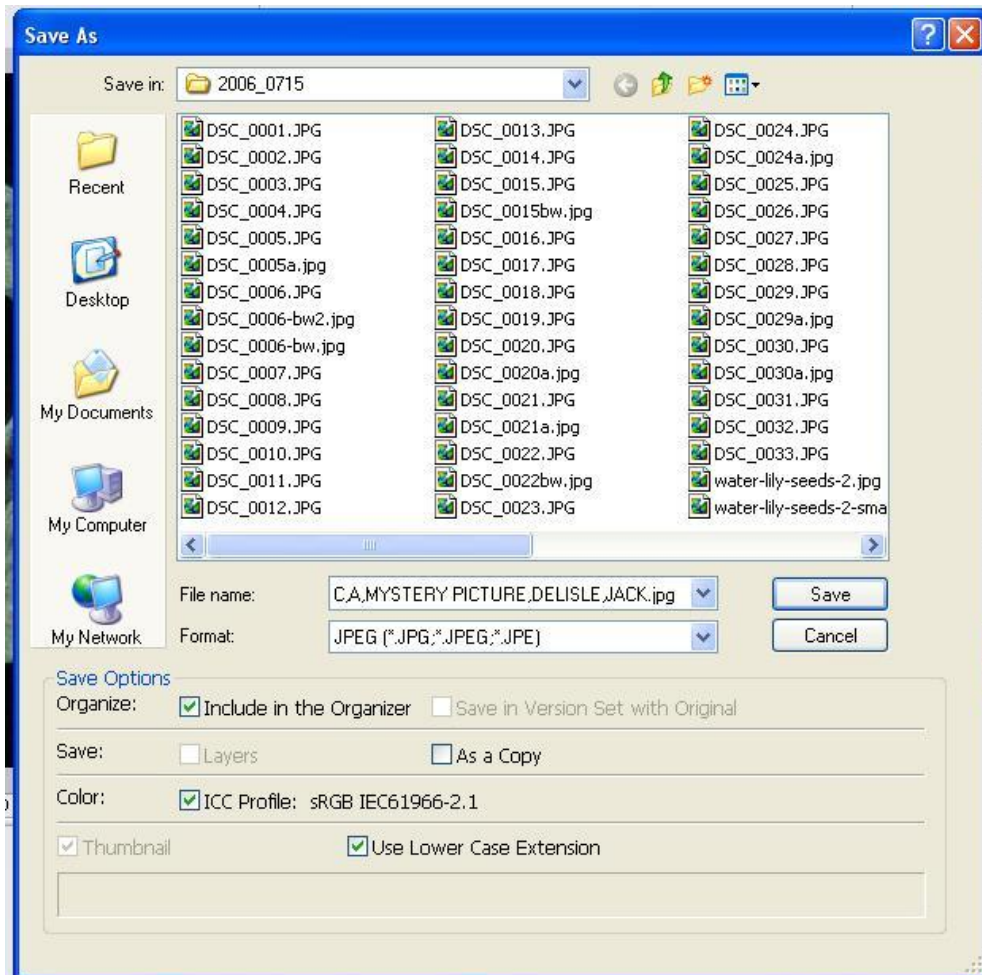 Save As
Save in: 2006_0715
Recent
Desktop
My Documents
My Computer
My Network
DSC_0001.JPG
DSC_0002.JPG
DSC_0003.JPG
DSC_0004.JPG
DSC_0005.JPG
DSC_0005a.jpg
DSC_0006.JPG
DSC_0006-bw2.jpg
DSC_0006-bw.jpg
DSC_0007.JPG
DSC_0008.JPG
DSC_0009.JPG
DSC_0010.JPG
DSC_0011.JPG
DSC_0012.JPG
DSC_0013.JPG
DSC_0014.JPG
DSC_0015.JPG
DSC_0015bw.jpg
DSC_0016.JPG
DSC_0017.JPG
DSC_0018.JPG
DSC_0019.JPG
DSC_0020.JPG
DSC_0020a.jpg
DSC_0021.JPG
DSC_0021a.jpg
DSC_0022.JPG
DSC_0022bw.jpg
DSC_0023.JPG
DSC_0024.JPG
DSC_0024a.jpg
DSC_0025.JPG
DSC_0026.JPG
DSC_0027.JPG
DSC_0028.JPG
DSC_0029.JPG
DSC_0029a.jpg
DSC_0030.JPG
DSC_0030a.jpg
DSC_0031.JPG
DSC_0032.JPG
DSC_0033.JPG
water-lily-seeds-2.jpg
water-lily-seeds-2-sma
File name: C,A,MYSTERY PICTURE,DELISLE,JACK.jpg Save
Format: JPEG (*.JPG;*.JPEG;*.JPE) Cancel
Save Options
Organize: Include in the Organizer Save in Version Set with Original
Save: Layers As a Copy
Color: ICC Profile: sRGB IEC61966-2.1
Thumbnail Use Lower Case Extension